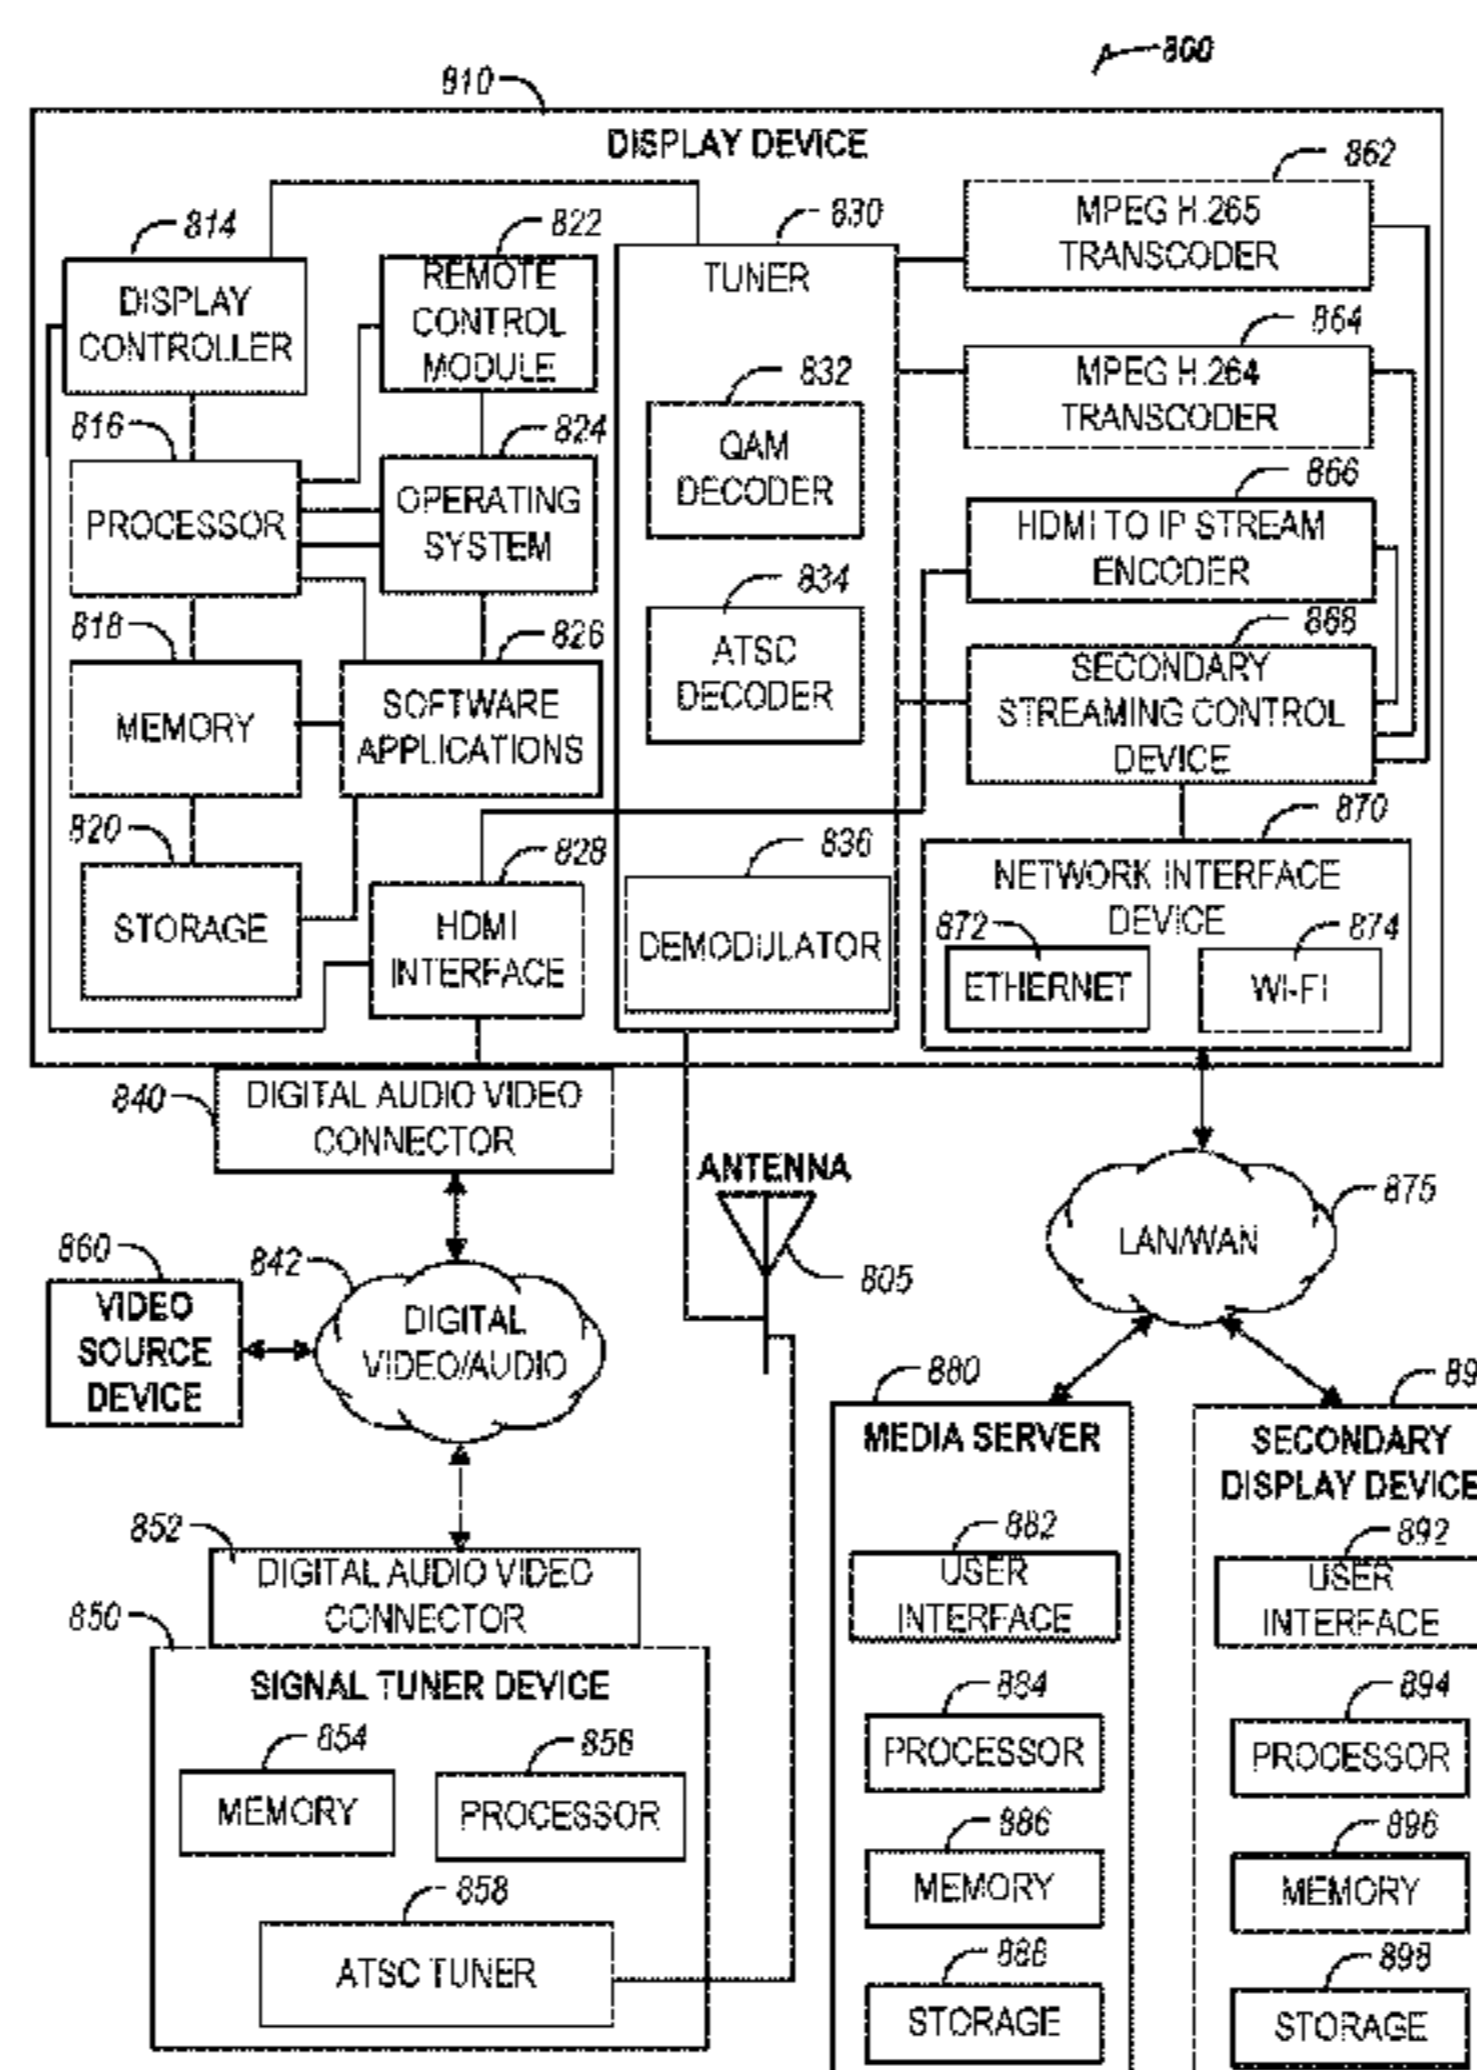 800
810
DISPLAY DEVICE
862
MPEG H.265
TRANSCODER
814
822
830
DISPLAY
CONTROLLER
REMOTE
CONTROL
MODULE
TUNER
864
MPEG H.264
TRANSCODER
832
QAM
DECODER
816
824
PROCESSOR
OPERATING
SYSTEM
866
HDMI TO IP STREAM
ENCODER
834
ATSC
DECODER
818
826
868
MEMORY
SOFTWARE
APPLICATIONS
SECONDARY
STREAMING CONTROL
DEVICE
820
828
836
870
STORAGE
HDMI
INTERFACE
DEMODULATOR
NETWORK INTERFACE
DEVICE
872
874
ETHERNET
WI-FI
840
DIGITAL AUDIO VIDEO
CONNECTOR
ANTENNA
805
875
LAN/WAN
860
842
VIDEO
SOURCE
DEVICE
DIGITAL
VIDEO/AUDIO
880
MEDIA SERVER
SECONDARY
DISPLAY DEVICE
852
DIGITAL AUDIO VIDEO
CONNECTOR
882
USER
INTERFACE
892
USER
INTERFACE
850
SIGNAL TUNER DEVICE
854
MEMORY
856
PROCESSOR
884
PROCESSOR
894
PROCESSOR
886
MEMORY
896
MEMORY
858
ATSC TUNER
888
STORAGE
898
STORAGE